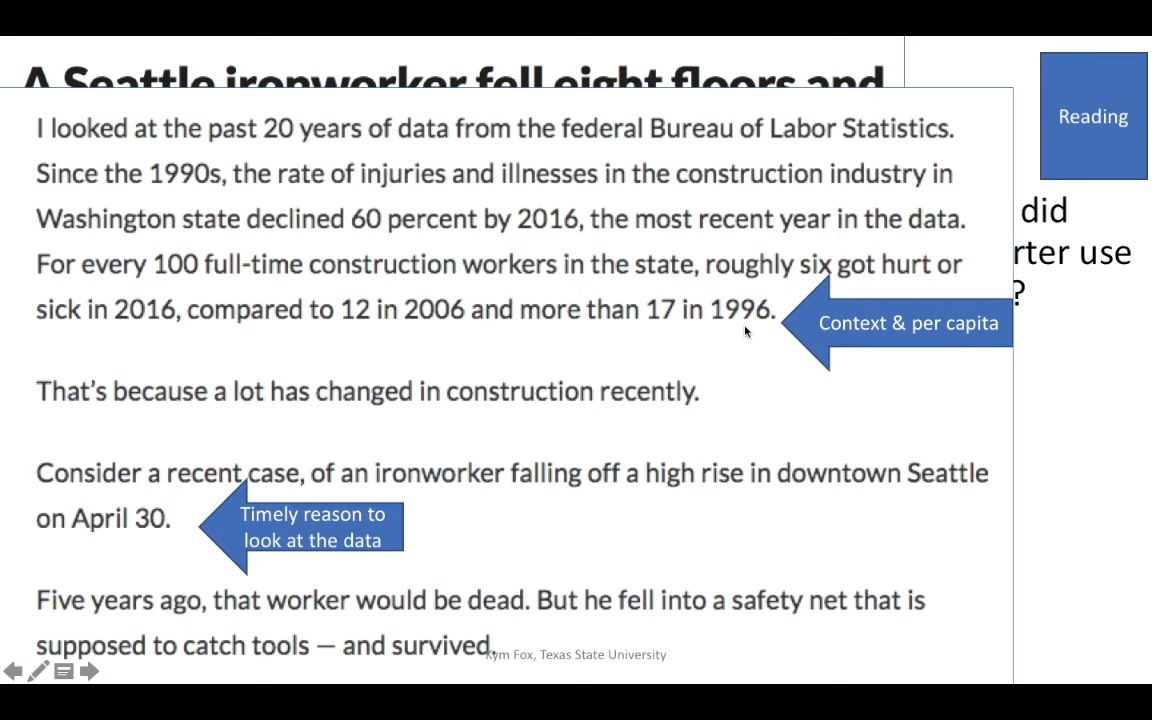 A Seattle ironworker fell eight floors and
Reading
did
rter use
?
I looked at the past 20 years of data from the federal Bureau of Labor Statistics.
Since the 1990s, the rate of injuries and illnesses in the construction industry in
Washington state declined 60 percent by 2016, the most recent year in the data.
For every 100 full-time construction workers in the state, roughly six got hurt or
sick in 2016, compared to 12 in 2006 and more than 17 in 1996.
Context & per capita
That's because a lot has changed in construction recently.
Consider a recent case, of an ironworker falling off a high rise in downtown Seattle
on April 30.
Timely reason to
look at the data
Five years ago, that worker would be dead. But he fell into a safety net that is
supposed to catch tools — and survived.
Kym Fox, Texas State University